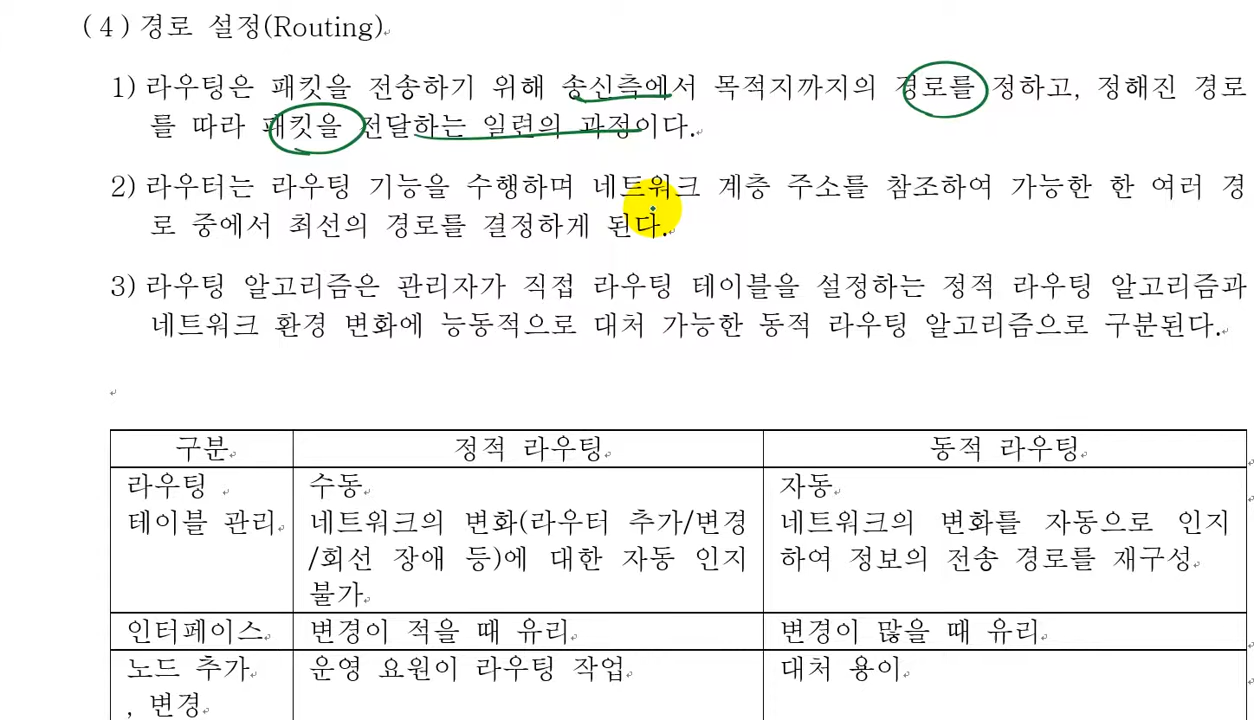 (4) 경로 설정(Routing)
1) 라우팅은 패킷을 전송하기 위해 송신측에서 목적지까지의 경로를 정하고, 정해진 경로
를 따라 패킷을 전달하는 일련의 과정이다.
2) 라우터는 라우팅 기능을 수행하며 네트워크 계층 주소를 참조하여 가능한 한 여러 경
로 중에서 최선의 경로를 결정하게 된다.
3) 라우팅 알고리즘은 관리자가 직접 라우팅 테이블을 설정하는 정적 라우팅 알고리즘과
네트워크 환경 변화에 능동적으로 대처 가능한 동적 라우팅 알고리즘으로 구분된다.
구분 정적 라우팅 동적 라우팅
라우팅 수동 자동
테이블 관리 네트워크의 변화(라우터 추가/변경 네트워크의 변화를 자동으로 인지
/회선 장애 등)에 대한 자동 인지 하여 정보의 전송 경로를 재구성
불가
인터페이스 변경이 적을 때 유리 변경이 많을 때 유리
노드 추가 운영 요원이 라우팅 작업 대처 용이
, 변경